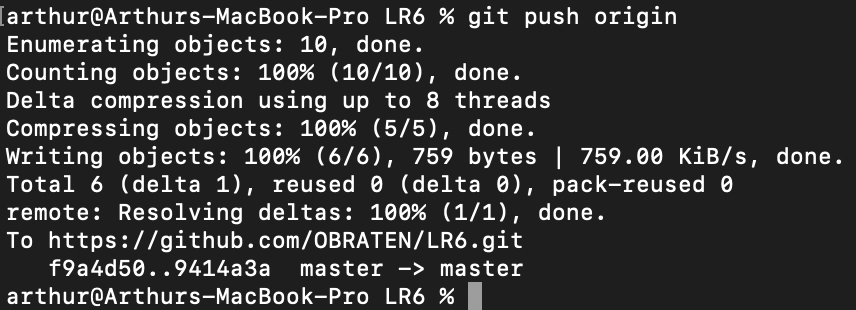 arthur@Arthurs-MacBook-Pro LR6 % git push origin
Enumerating objects: 10, done.
Counting objects: 100% (10/10), done.
Delta compression using up to 8 threads
Compressing objects: 100% (5/5), done.
Writing objects: 100% (6/6), 759 bytes | 759.00 KiB/s, done.
Total 6 (delta 1), reused 0 (delta 0), pack-reused 0
remote: Resolving deltas: 100% (1/1), done.
To https://github.com/OBRATEN/LR6.git
   f9a4d50..9414a3a  master -> master
arthur@Arthurs-MacBook-Pro LR6 %